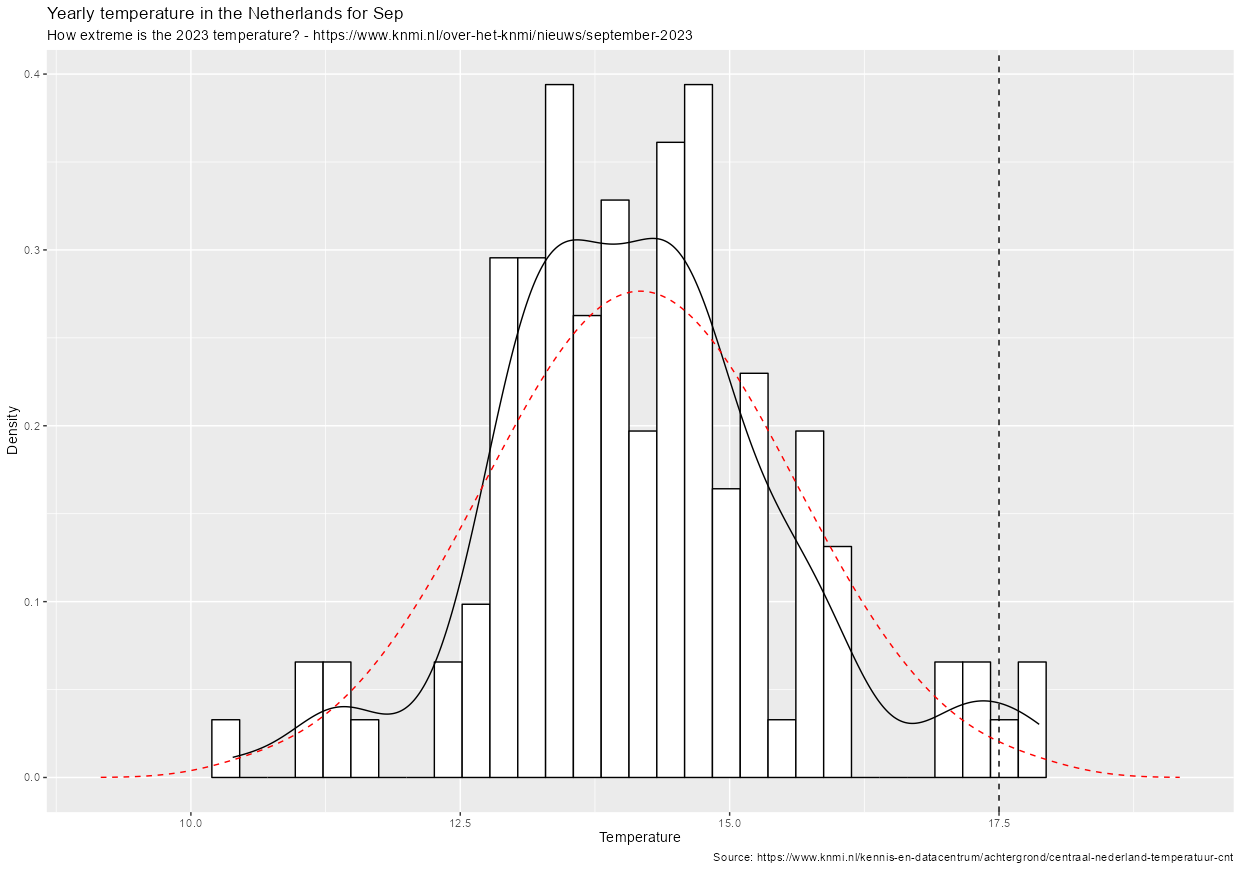 Yearly temperature in the Netherlands for Sep
How extreme is the 2023 temperature? - https://www.knmi.nl/over-het-knmi/nieuws/september-2023
0.4
0.3
Density
0.2
0.1
0.0
10.0 12.5 15.0 17.5
Temperature
Source: https://www.knmi.nl/kennis-en-datacentrum/achtergrond/centraal-nederland-temperatuur-cnt